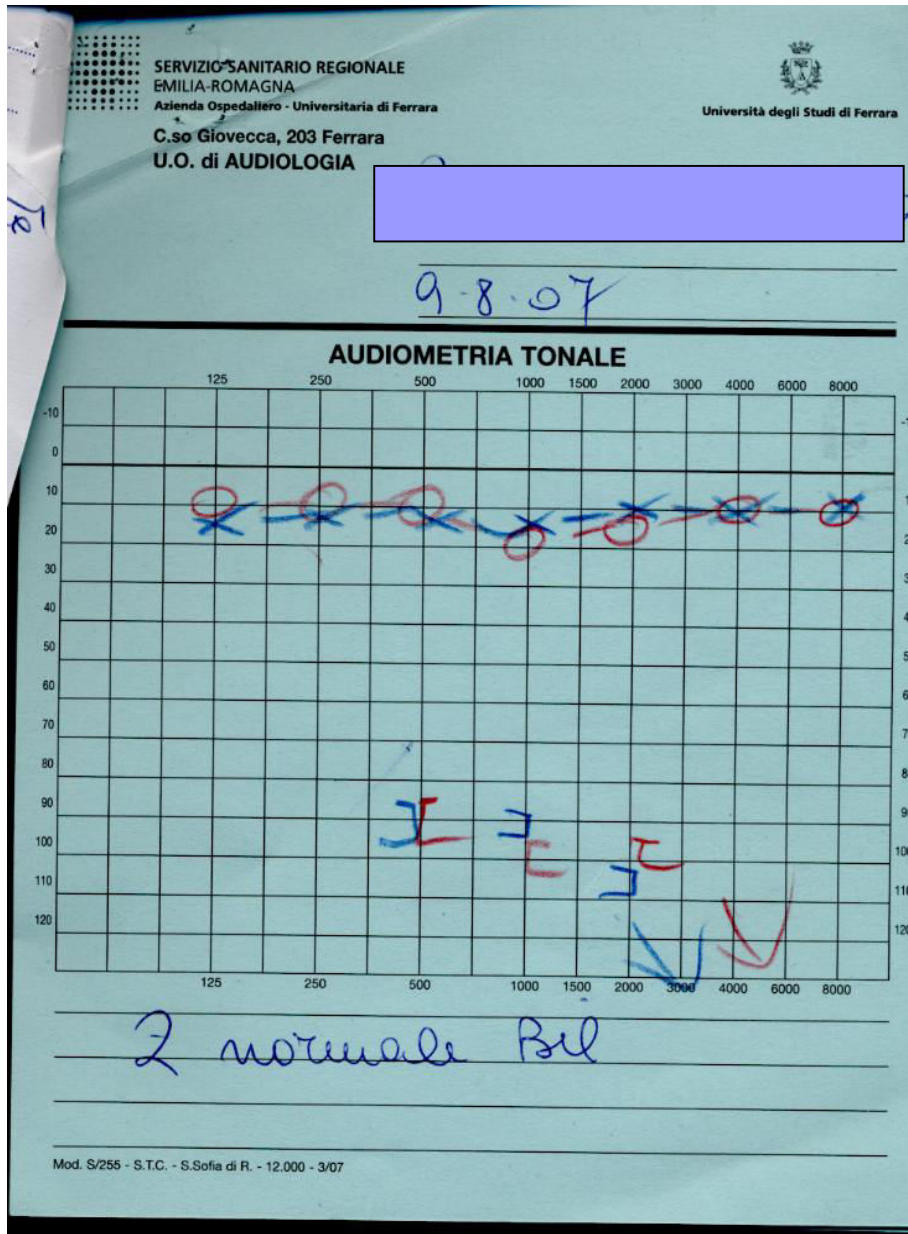 SERVIZIO SANITARIO REGIONALE
EMILIA-ROMAGNA
Azienda Ospedaliero - Universitaria di Ferrara
Università degli Studi di Ferrara
C.so Giovecca, 203 Ferrara
U.O. di AUDIOLOGIA
9-8-07
AUDIOMETRIA TONALE
125 250 500 1000 1500 2000 3000 4000 6000 8000
-10
0
10
20
30
40
50
60
70
80
90
100
110
120
125 250 500 1000 1500 2000 3000 4000 6000 8000
Z normale Bil
Mod. S/255 - S.T.C. - S.Sofia di R. - 12.000 - 3/07